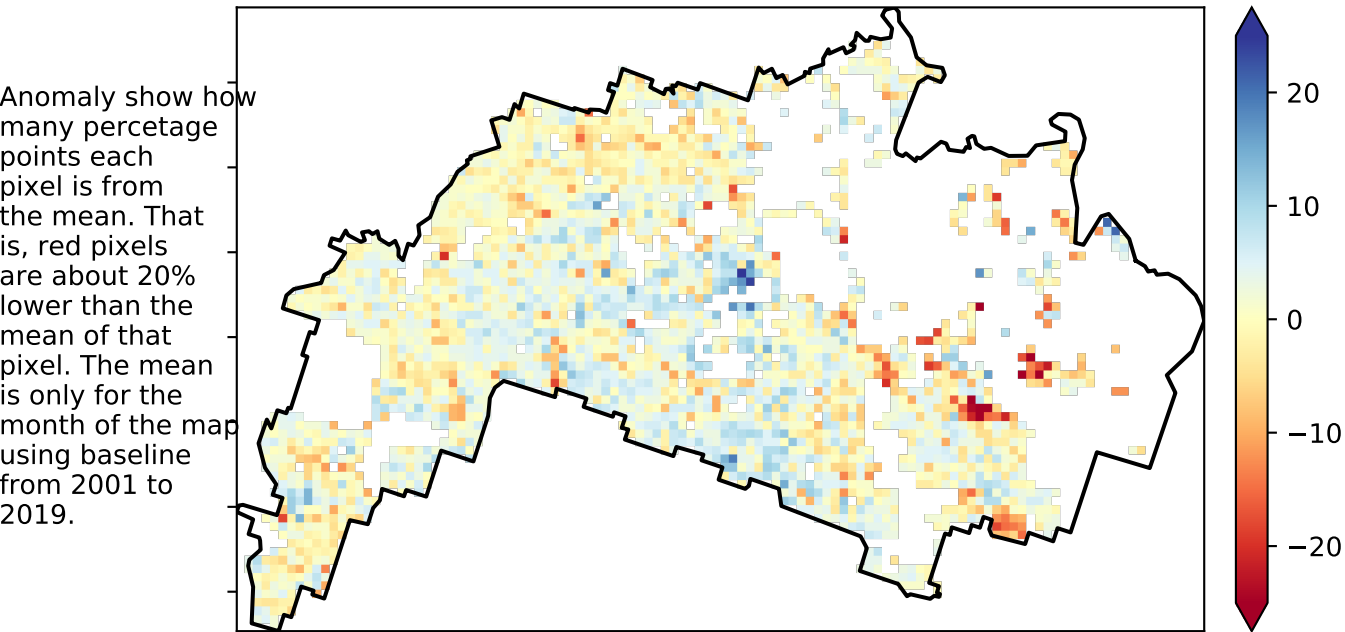 Anomaly show how
many percetage
points each
pixel is from
the mean. That
is, red pixels
are about 20%
lower than the
mean of that
pixel. The mean
is only for the
month of the map
using baseline
from 2001 to
2019.
20
10
0
−10
−20